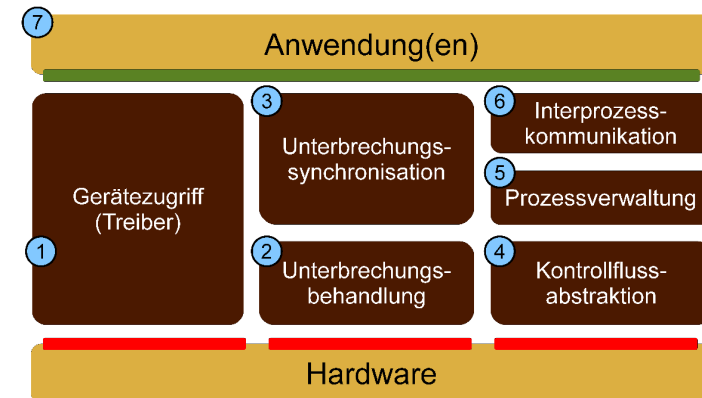 7
Anwendung(en)
3
Unterbrechungs-
synchronisation
6
Interprozess-
kommunikation
5
Prozessverwaltung
Gerätezugriff
(Treiber)
1
2
Unterbrechungs-
behandlung
4
Kontrollfluss-
abstraktion
Hardware